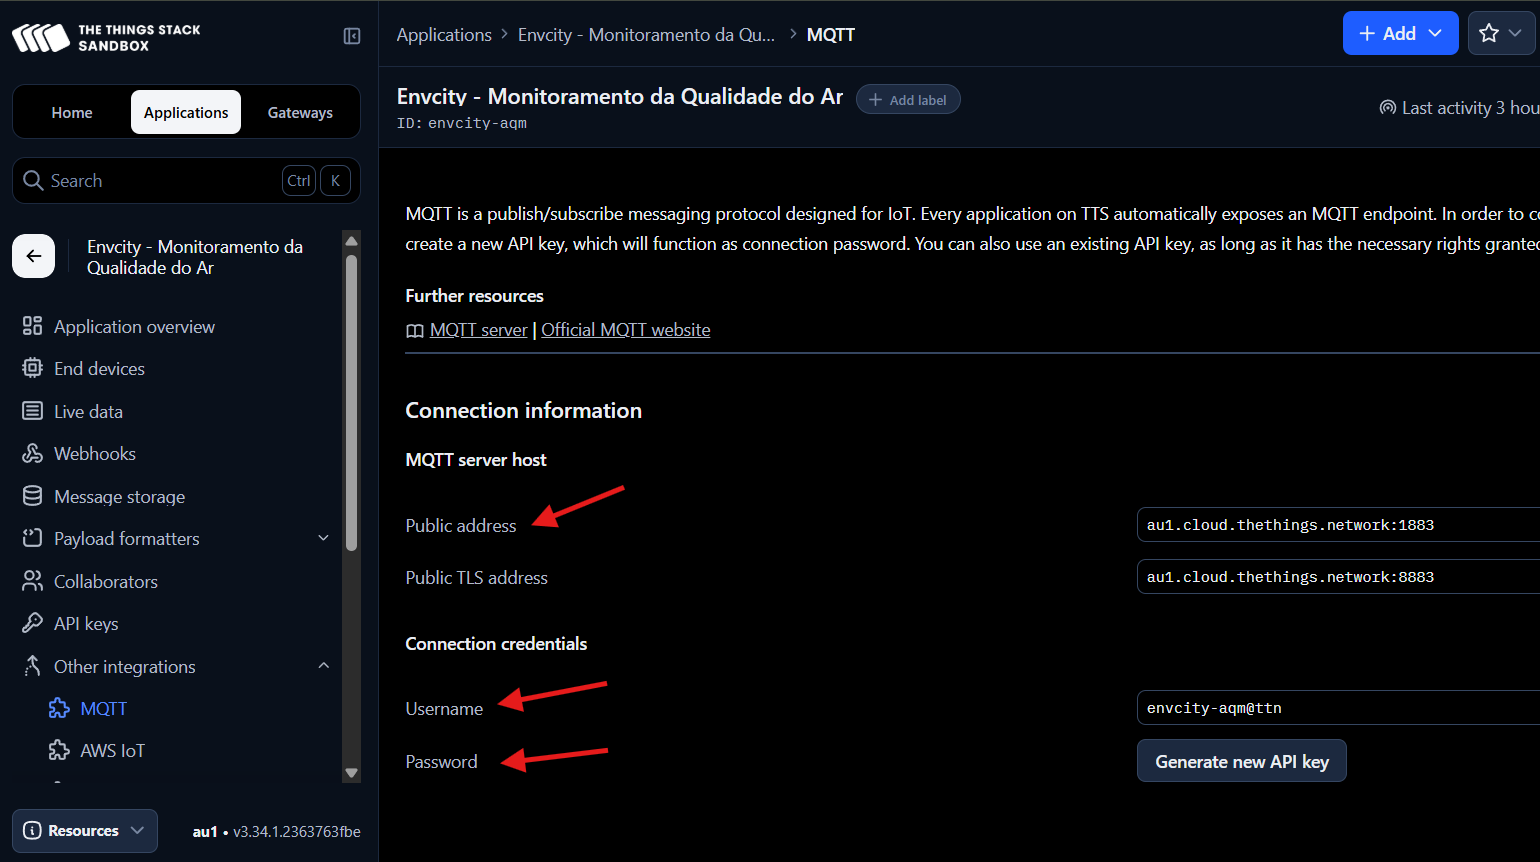 THE THINGS STACK
SANDBOX
Applications > Envcity - Monitoramento da Qu... > MQTT
+ Add
Home
Applications
Gateways
Envcity - Monitoramento da Qualidade do Ar
+ Add label
ID: envcity-aqm
Last activity 3 hou
Search
Ctrl
K
Envcity - Monitoramento da
Qualidade do Ar
Application overview
End devices
Live data
Webhooks
Message storage
Payload formatters
Collaborators
API keys
Other integrations
MQTT
AWS IoT
Resources
au1 • v3.34.1.2363763fbe
MQTT is a publish/subscribe messaging protocol designed for IoT. Every application on TTS automatically exposes an MQTT endpoint. In order to c
create a new API key, which will function as connection password. You can also use an existing API key, as long as it has the necessary rights granted
Further resources
MQTT server | Official MQTT website
Connection information
MQTT server host
Public address
au1.cloud.thethings.network:1883
Public TLS address
au1.cloud.thethings.network:8883
Connection credentials
Username
envcity-aqm@ttn
Password
Generate new API key